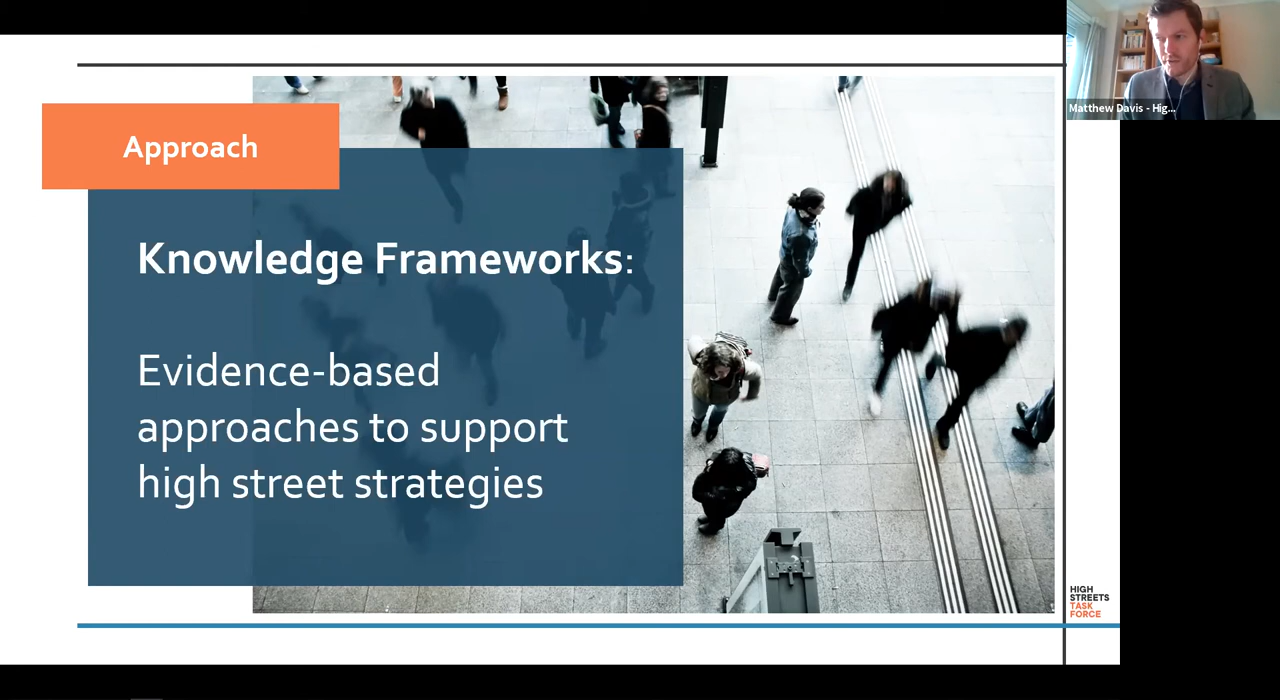 Approach
Knowledge Frameworks:
Evidence-based
approaches to support
high street strategies
Matthew Davis - Hig...
HIGH
STREETS
TASK
FORCE